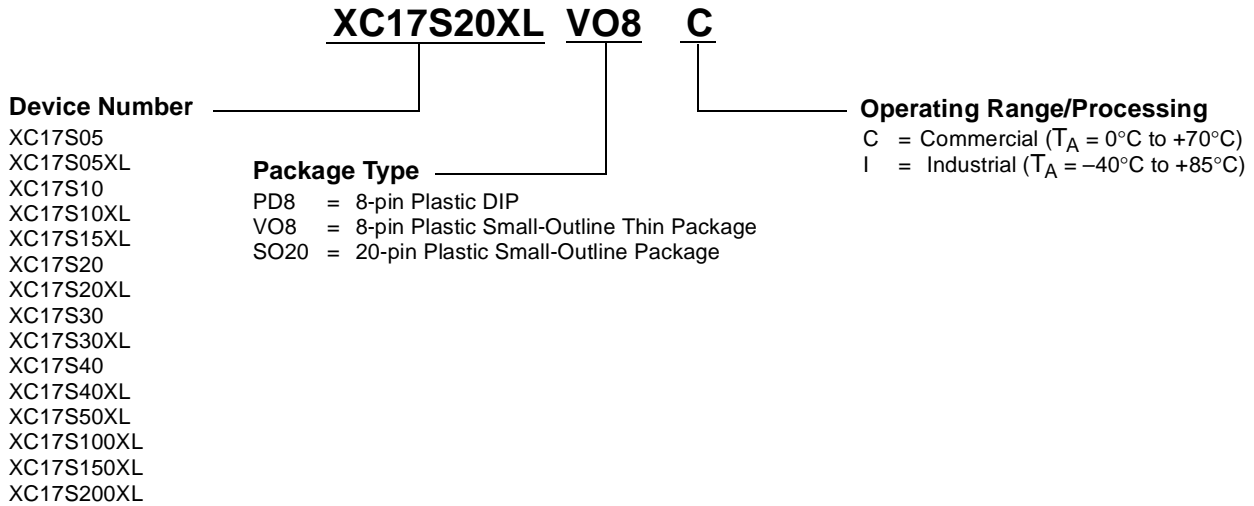 XC17S20XL VO8 C
Device Number
XC17S05
XC17S05XL
XC17S10
XC17S10XL
XC17S15XL
XC17S20
XC17S20XL
XC17S30
XC17S30XL
XC17S40
XC17S40XL
XC17S50XL
XC17S100XL
XC17S150XL
XC17S200XL
Package Type
PD8 = 8-pin Plastic DIP
VO8 = 8-pin Plastic Small-Outline Thin Package
SO20 = 20-pin Plastic Small-Outline Package
Operating Range/Processing
C = Commercial (TA = 0°C to +70°C)
I = Industrial (TA = –40°C to +85°C)